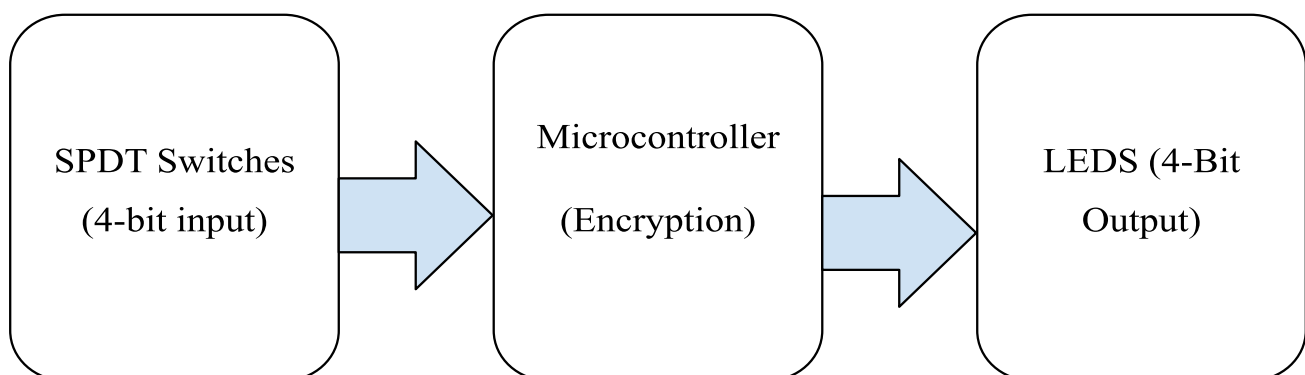 SPDT Switches
(4-bit input)
Microcontroller
(Encryption)
LEDS (4-Bit
Output)